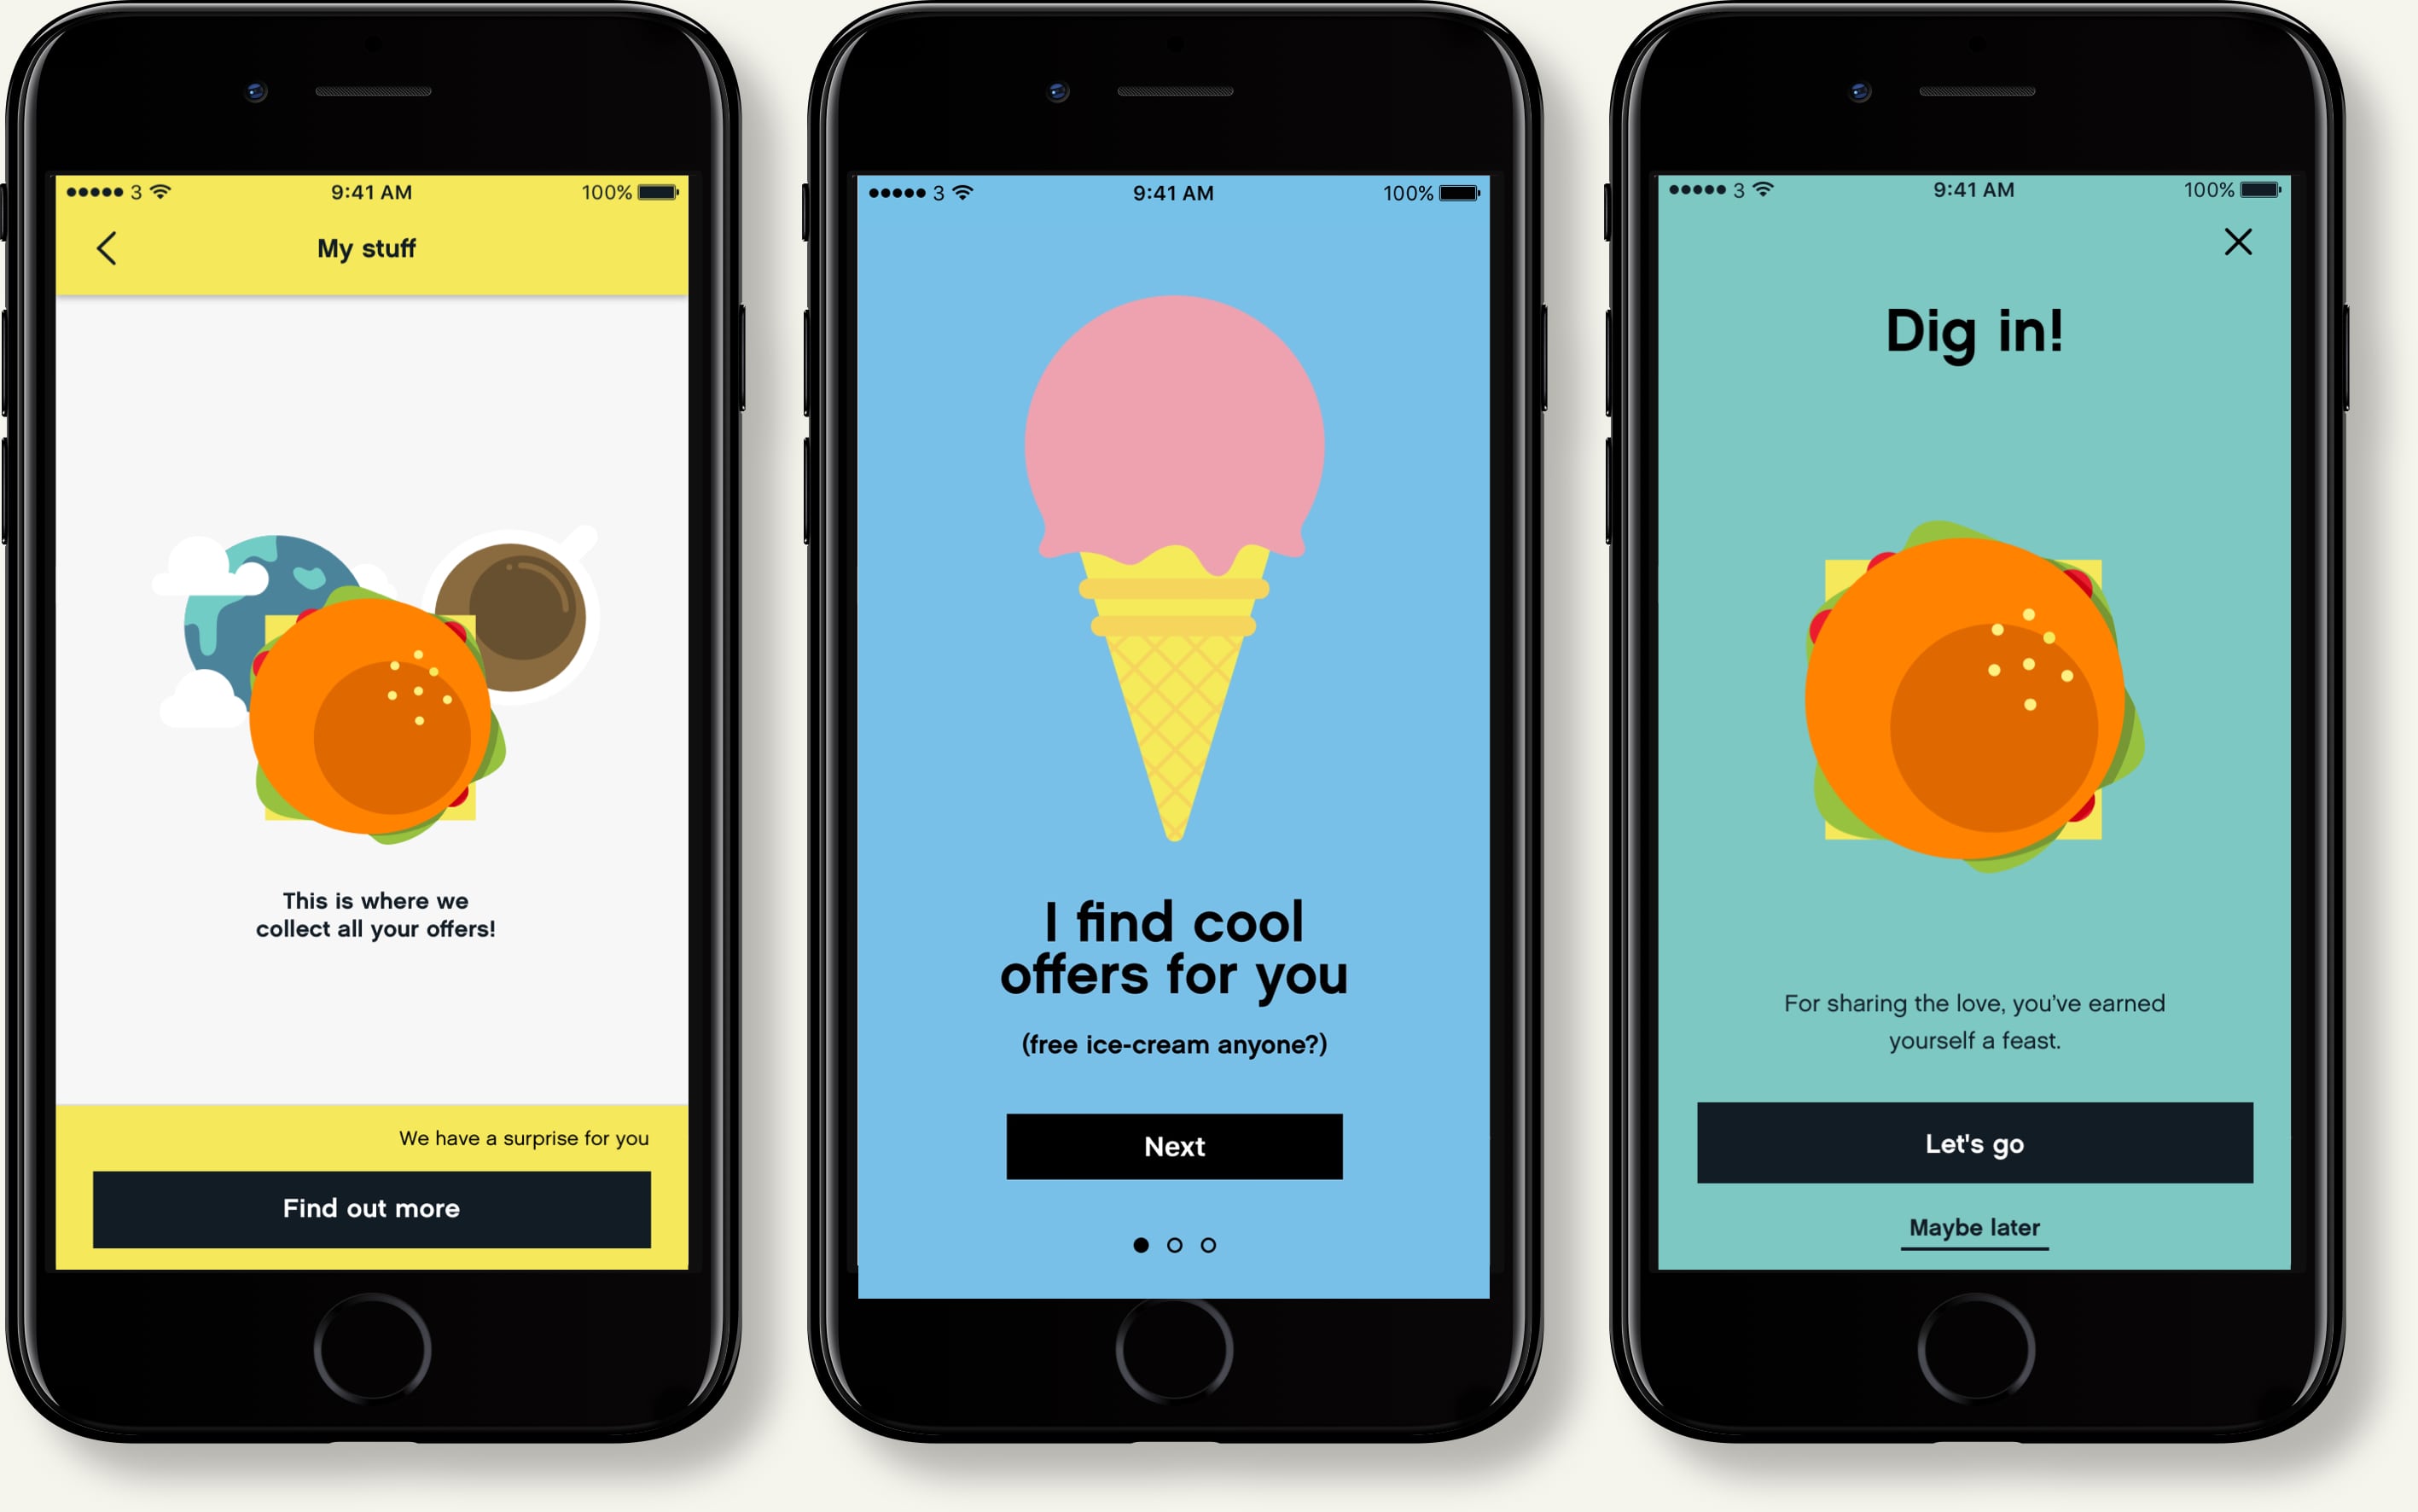 3 9:41 AM 100%
My stuff
This is where we
collect all your offers!
We have a surprise for you
Find out more
3 9:41 AM 100%
I find cool
offers for you
(free ice-cream anyone?)
Next
3 9:41 AM 100%
Dig in!
For sharing the love, you’ve earned
yourself a feast.
Let's go
Maybe later